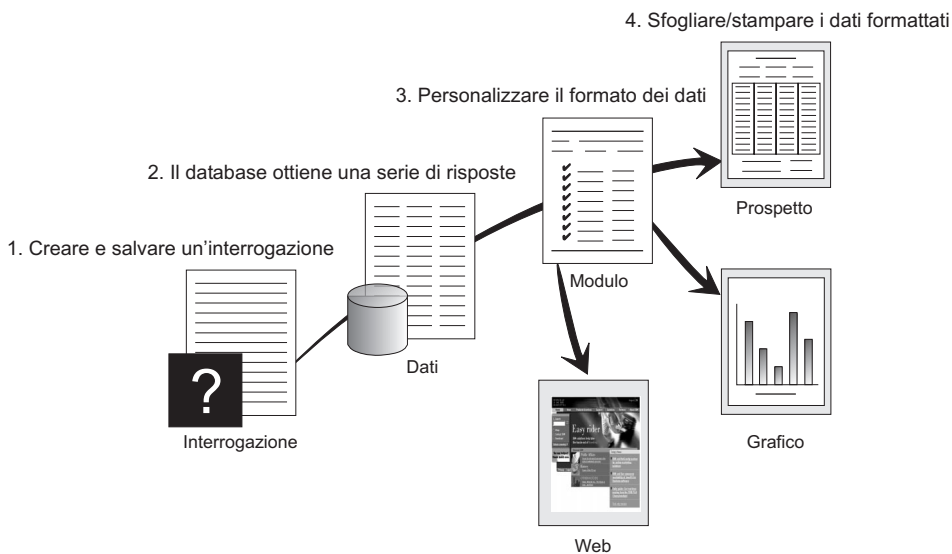 4. Sfogliare/stampare i dati formattati
3. Personalizzare il formato dei dati
2. Il database ottiene una serie di risposte
1. Creare e salvare un'interrogazione
Prospetto
Modulo
Dati
?
Interrogazione
Grafico
Easy rider
Web